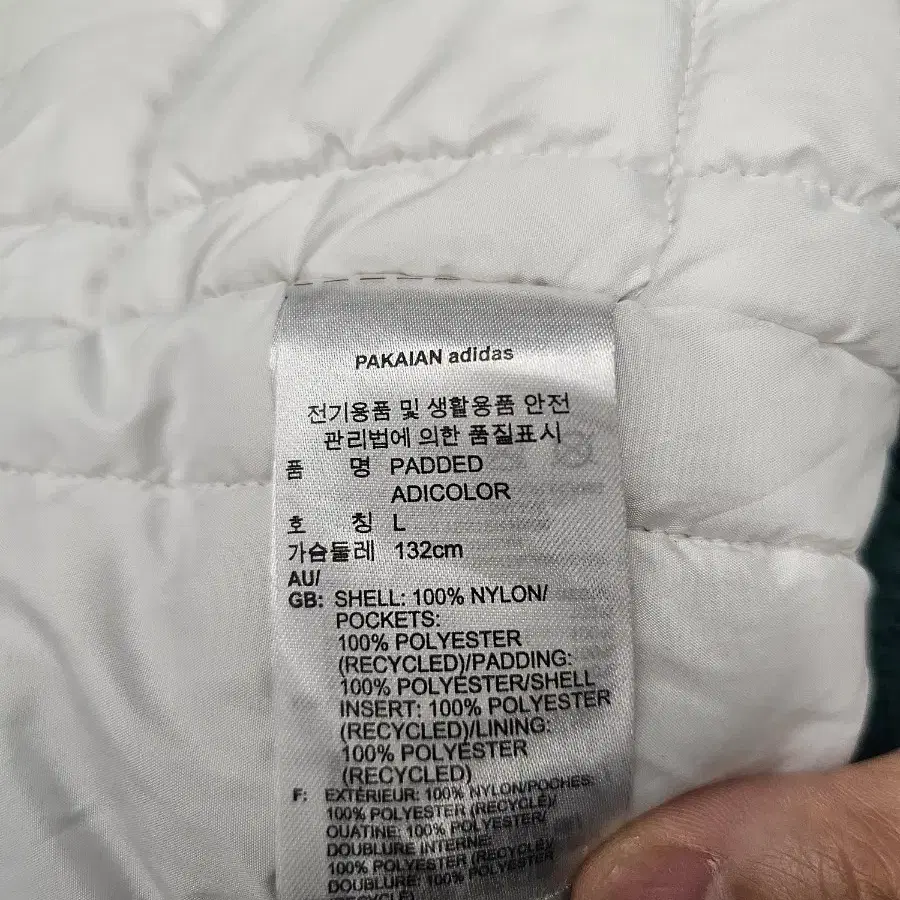 PAKAIAN adidas
전기용품 및 생활용품 안전
관리법에 의한 품질표시
품 명 PADDED
ADICOLOR
호 칭 L
가슴둘레 132cm
AU/
GB: SHELL: 100% NYLON/
POCKETS:
100% POLYESTER
(RECYCLED)/PADDING:
100% POLYESTER/SHELL
INSERT: 100% POLYESTER
(RECYCLED)/LINING:
100% POLYESTER
(RECYCLED)
F: EXTÉRIEUR: 100% NYLON/POCHES:
100% POLYESTER (RECYCLÉ)/
OUATINE: 100% POLYESTER/
DOUBLURE INTERNE:
100% POLYESTER (RECYCLÉ)/
DOUBLURE: 100% POLYESTER